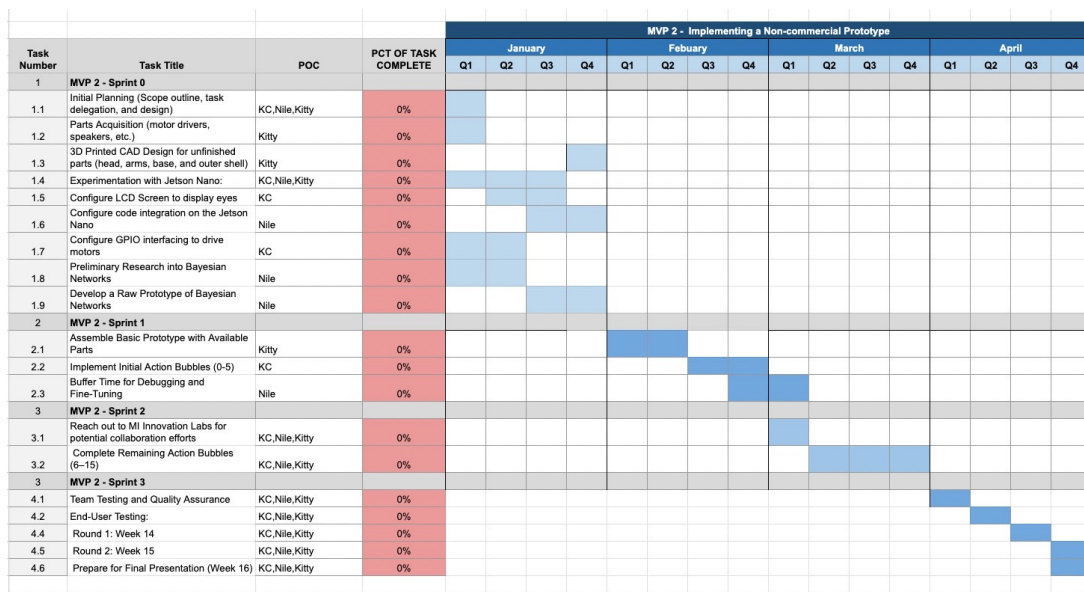 MVP 2 - Implementing a Non-commercial Prototype
January Febuary March April
Task Number Task Title POC PCT OF TASK COMPLETE Q1 Q2 Q3 Q4 Q1 Q2 Q3 Q4 Q1 Q2 Q3 Q4 Q1 Q2 Q3 Q4
1 MVP 2 - Sprint 0
1.1 Initial Planning (Scope outline, task delegation, and design) KC,Nile,Kitty 0%
1.2 Parts Acquisition (motor drivers, speakers, etc.) Kitty 0%
1.3 3D Printed CAD Design for unfinished parts (head, arms, base, and outer shell) Kitty 0%
1.4 Experimentation with Jetson Nano: KC,Nile,Kitty 0%
1.5 Configure LCD Screen to display eyes KC 0%
1.6 Configure code integration on the Jetson Nano Nile 0%
1.7 Configure GPIO interfacing to drive motors KC 0%
1.8 Preliminary Research into Bayesian Networks Nile 0%
1.9 Develop a Raw Prototype of Bayesian Networks Nile 0%
2 MVP 2 - Sprint 1
2.1 Assemble Basic Prototype with Available Parts Kitty 0%
2.2 Implement Initial Action Bubbles (0-5) KC 0%
2.3 Buffer Time for Debugging and Fine-Tuning Nile 0%
3 MVP 2 - Sprint 2
3.1 Reach out to MI Innovation Labs for potential collaboration efforts KC,Nile,Kitty 0%
3.2 Complete Remaining Action Bubbles (6–15) KC,Nile,Kitty 0%
3 MVP 2 - Sprint 3
4.1 Team Testing and Quality Assurance KC,Nile,Kitty 0%
4.2 End-User Testing: KC,Nile,Kitty 0%
4.4 Round 1: Week 14 KC,Nile,Kitty 0%
4.5 Round 2: Week 15 KC,Nile,Kitty 0%
4.6 Prepare for Final Presentation (Week 16) KC,Nile,Kitty 0%